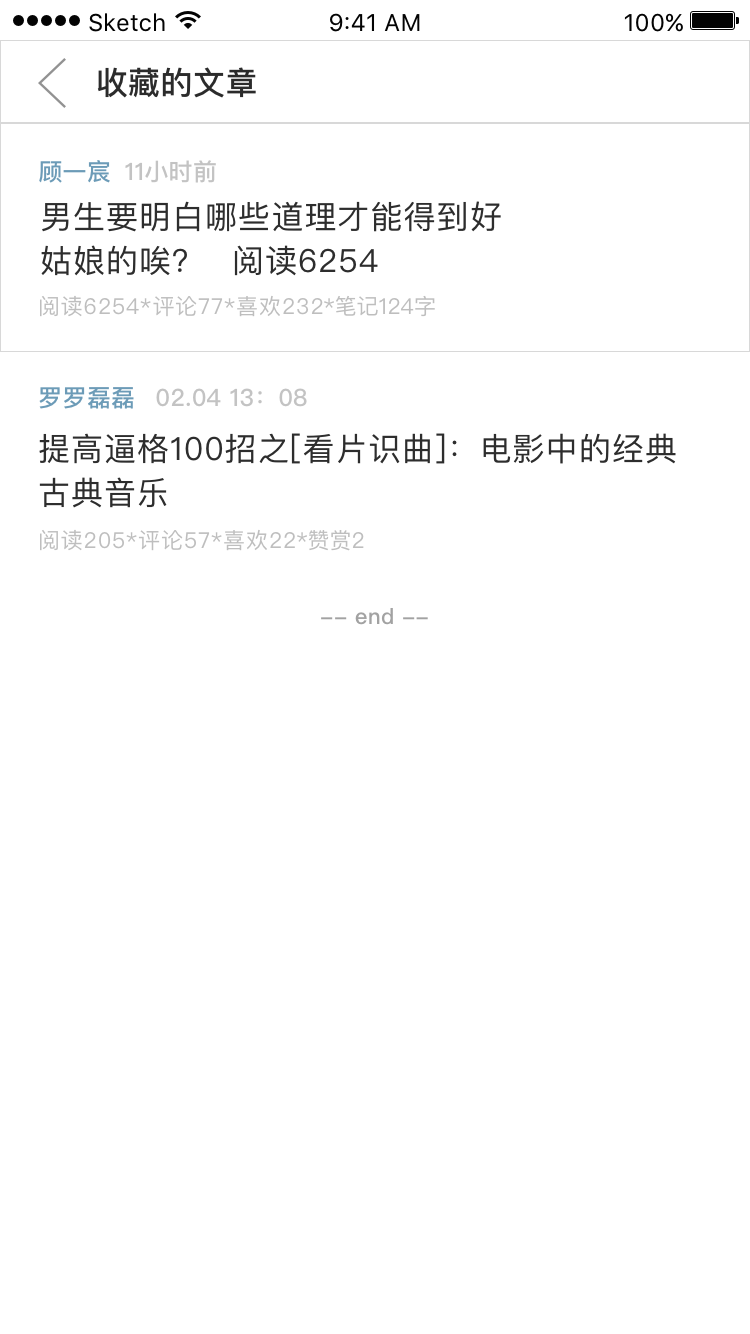 ●●●●● Sketch 9:41 AM 100%
收藏的文章
顾一宸 11小时前
男生要明白哪些道理才能得到好
姑娘的唉? 阅读6254
阅读6254*评论77*喜欢232*笔记124字
罗罗磊磊 02.04 13：08
提高逼格100招之[看片识曲]：电影中的经典
古典音乐
阅读205*评论57*喜欢22*赞赏2
-- end --